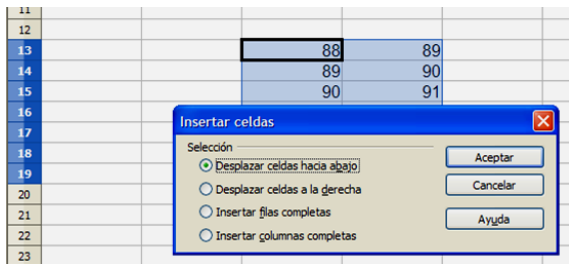 11
12
13 88 89
14 89 90
15 90 91
16
Insertar celdas
17
Selección
18
Desplazar celdas hacia abajo Aceptar
19
Desplazar celdas a la derecha Cancelar
20
21
Insertar filas completas Ayuda
22
Insertar columnas completas
23